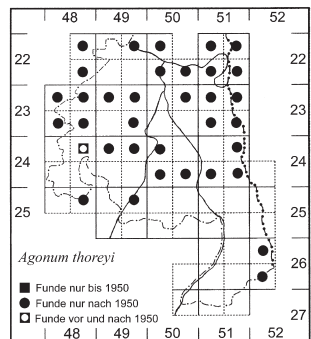 48 49 50 51 52
22 22
23 23
24 24
25 25
26
27
Agonum thoreyi
Funde nur bis 1950
Funde nur nach 1950
Funde vor und nach 1950
48 49 50 51 52